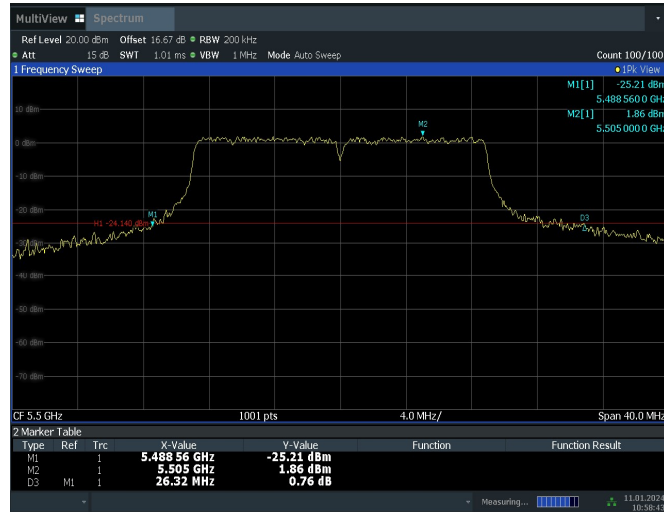 MultiView Spectrum
Ref Level 20.00 dBm Offset 16.67 dB RBW 200 kHz
Att 15 dB SWT 1.01 ms VBW 1 MHz Mode Auto Sweep Count 100/100
1 Frequency Sweep 1Pk View
M1[1] -25.21 dBm
5.488 560 0 GHz
M2[1] 1.86 dBm
5.505 000 0 GHz
10 dBm
M2
0 dBm
-10 dBm
-20 dBm
M1
H1 -24.140 dBm
D3
-30 dBm
-40 dBm
-50 dBm
-60 dBm
-70 dBm
CF 5.5 GHz 1001 pts 4.0 MHz/ Span 40.0 MHz
2 Marker Table
Type Ref Trc X-Value Y-Value Function Function Result
M1 1 5.488 56 GHz -25.21 dBm
M2 1 5.505 GHz 1.86 dBm
D3 M1 1 26.32 MHz 0.76 dB
Measuring... 11.01.2024
10:58:43